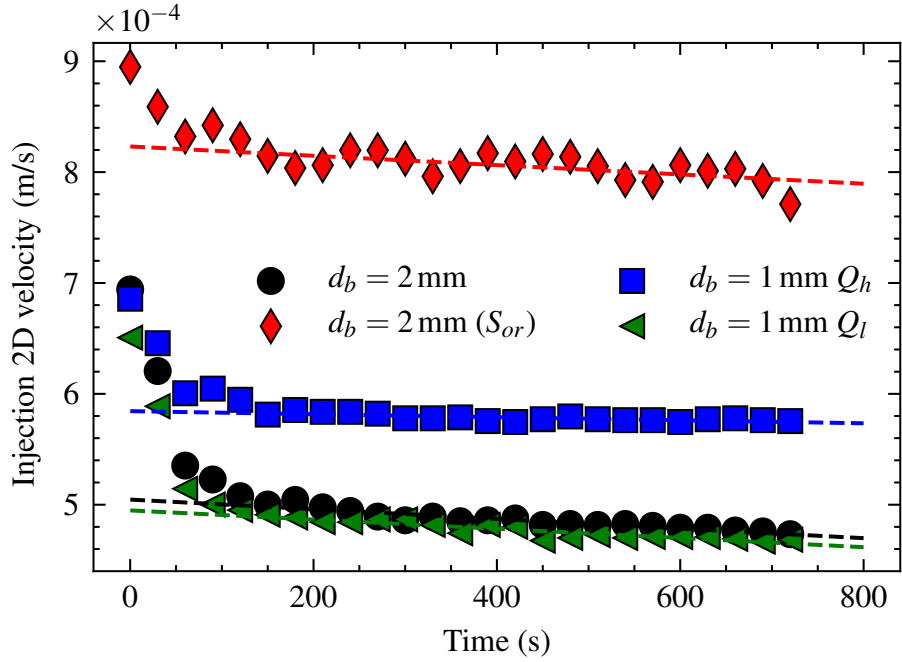 ×10⁻⁴
Injection 2D velocity (m/s)
9
8
7
6
5
d_b = 2 mm
d_b = 2 mm (S_or)
d_b = 1 mm Q_h
d_b = 1 mm Q_l
0 200 400 600 800
Time (s)